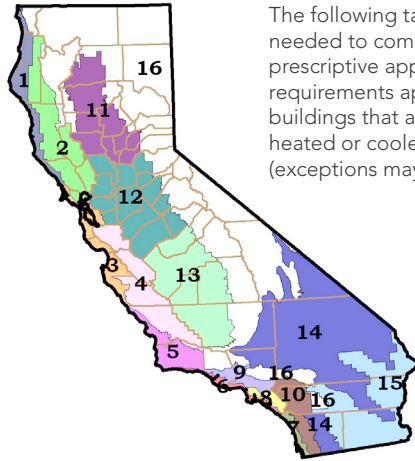 The following ta
needed to com
prescriptive app
requirements ap
buildings that a
heated or coole
(exceptions may
1
16
11
2
12
3
4
13
5
14
9
16
15
6
8
10
16
7
14